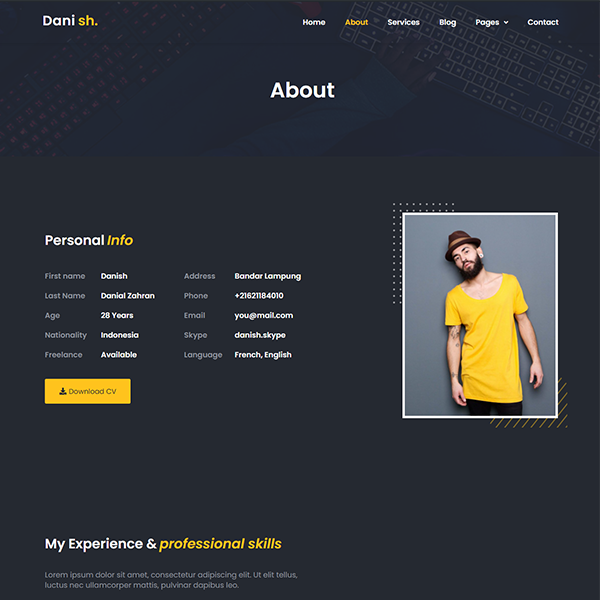 Dani sh.
Home About Services Blog Pages Contact
About
Personal Info
First name Danish Address Bandar Lampung
Last Name Danial Zahran Phone +21621184010
Age 28 Years Email you@mail.com
Nationality Indonesia Skype danish.skype
Freelance Available Language French, English
Download CV
My Experience & professional skills
Lorem ipsum dolor sit amet, consectetur adipiscing elit. Ut elit tellus,
luctus nec ullamcorper mattis, pulvinar dapibus leo.